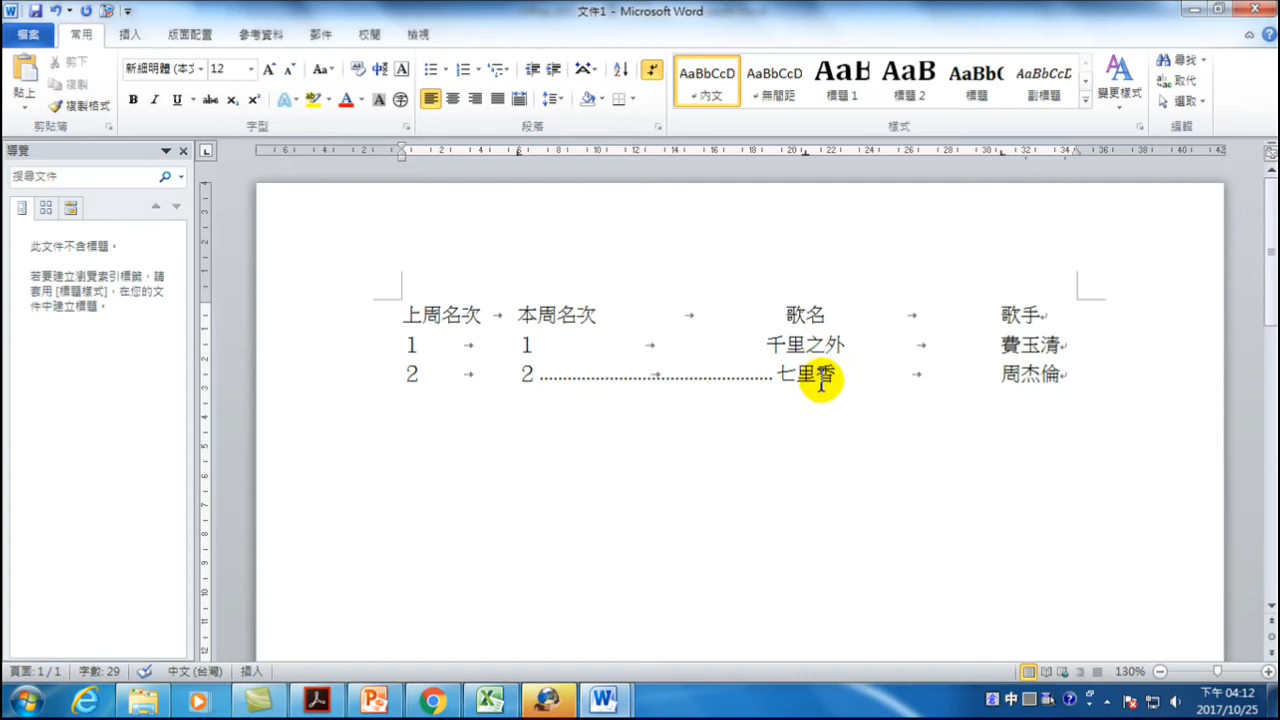 文件1 - Microsoft Word
檔案 常用 插入 版面配置 參考資料 郵件 校閱 檢視
貼上 剪下 複製 複製格式
新細明體 (本文 12
AaBbCcD 內文 AaBbCcD 無間距 AaB 標題 1 AaB 標題 2 AaBb( 標題 AaBbCcD 副標題
變更樣式 尋找 取代 選取
剪貼簿 字型 段落 樣式 編輯
導覽
搜尋文件
此文件不含標題。
若要建立瀏覽索引標籤，請
套用 [標題樣式]，在您的文
件中建立標題。
上周名次 → 本周名次 → 歌名 → 歌手
1 → 1 → 千里之外 → 費玉清
2 → 2 → 七里香 → 周杰倫
頁面: 1/1 字數: 29 中文 (台灣) 插入 130%
中 下午 04:12
2017/10/25